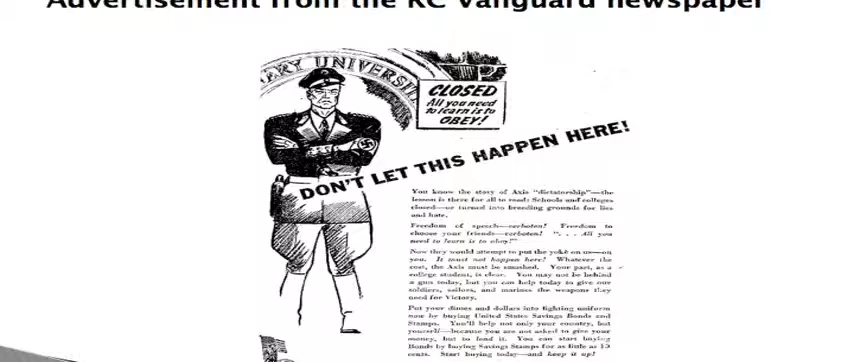 Advertisement from the RC Vanguard newspaper
ARY UNIVERSI
CLOSED
All you need
to learn is to
OBEY!
DON'T LET THIS HAPPEN HERE!
You know the story of Axis "dictatorship"—the
lesson is there for all to read: Schools and colleges
closed—or turned into breeding grounds for lies
and hate.
Freedom of speech—verboten! Freedom to
choose your friends—verboten! ". . . All you
need to learn is to obey!"
Now they would attempt to put the yoke on us—on
you. It must not happen here! Whatever the
cost, the Axis must be smashed. Your part, as a
college student, is clear. You may not be behind
a gun today, but you can help today to give our
soldiers, sailors, and marines the weapons they
need for Victory.
Put your dimes and dollars into fighting uniform
now by buying United States Savings Bonds and
Stamps. You'll help not only your country, but
yourself—because you are not asked to give your
money, but to lend it. You can start buying
Bonds by buying Savings Stamps for as little as 10
cents. Start buying today—and keep it up!